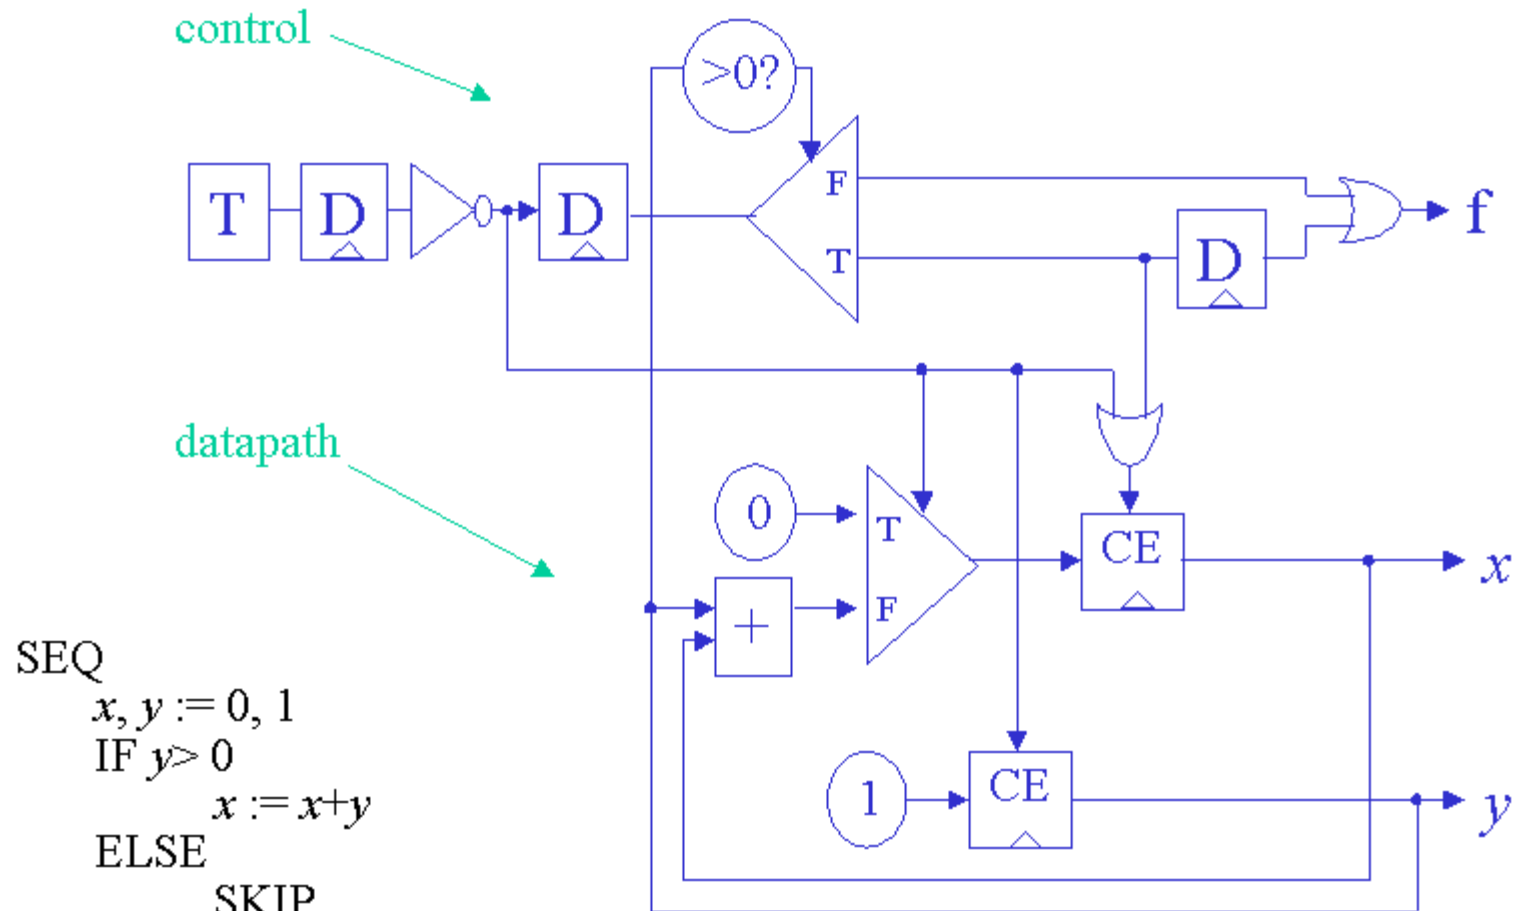 control
>0?
T
D
D
F
T
D
f
datapath
0
T
F
+
CE
x
1
CE
y
SEQ
x, y := 0, 1
IF y> 0
x := x+y
ELSE
SKIP